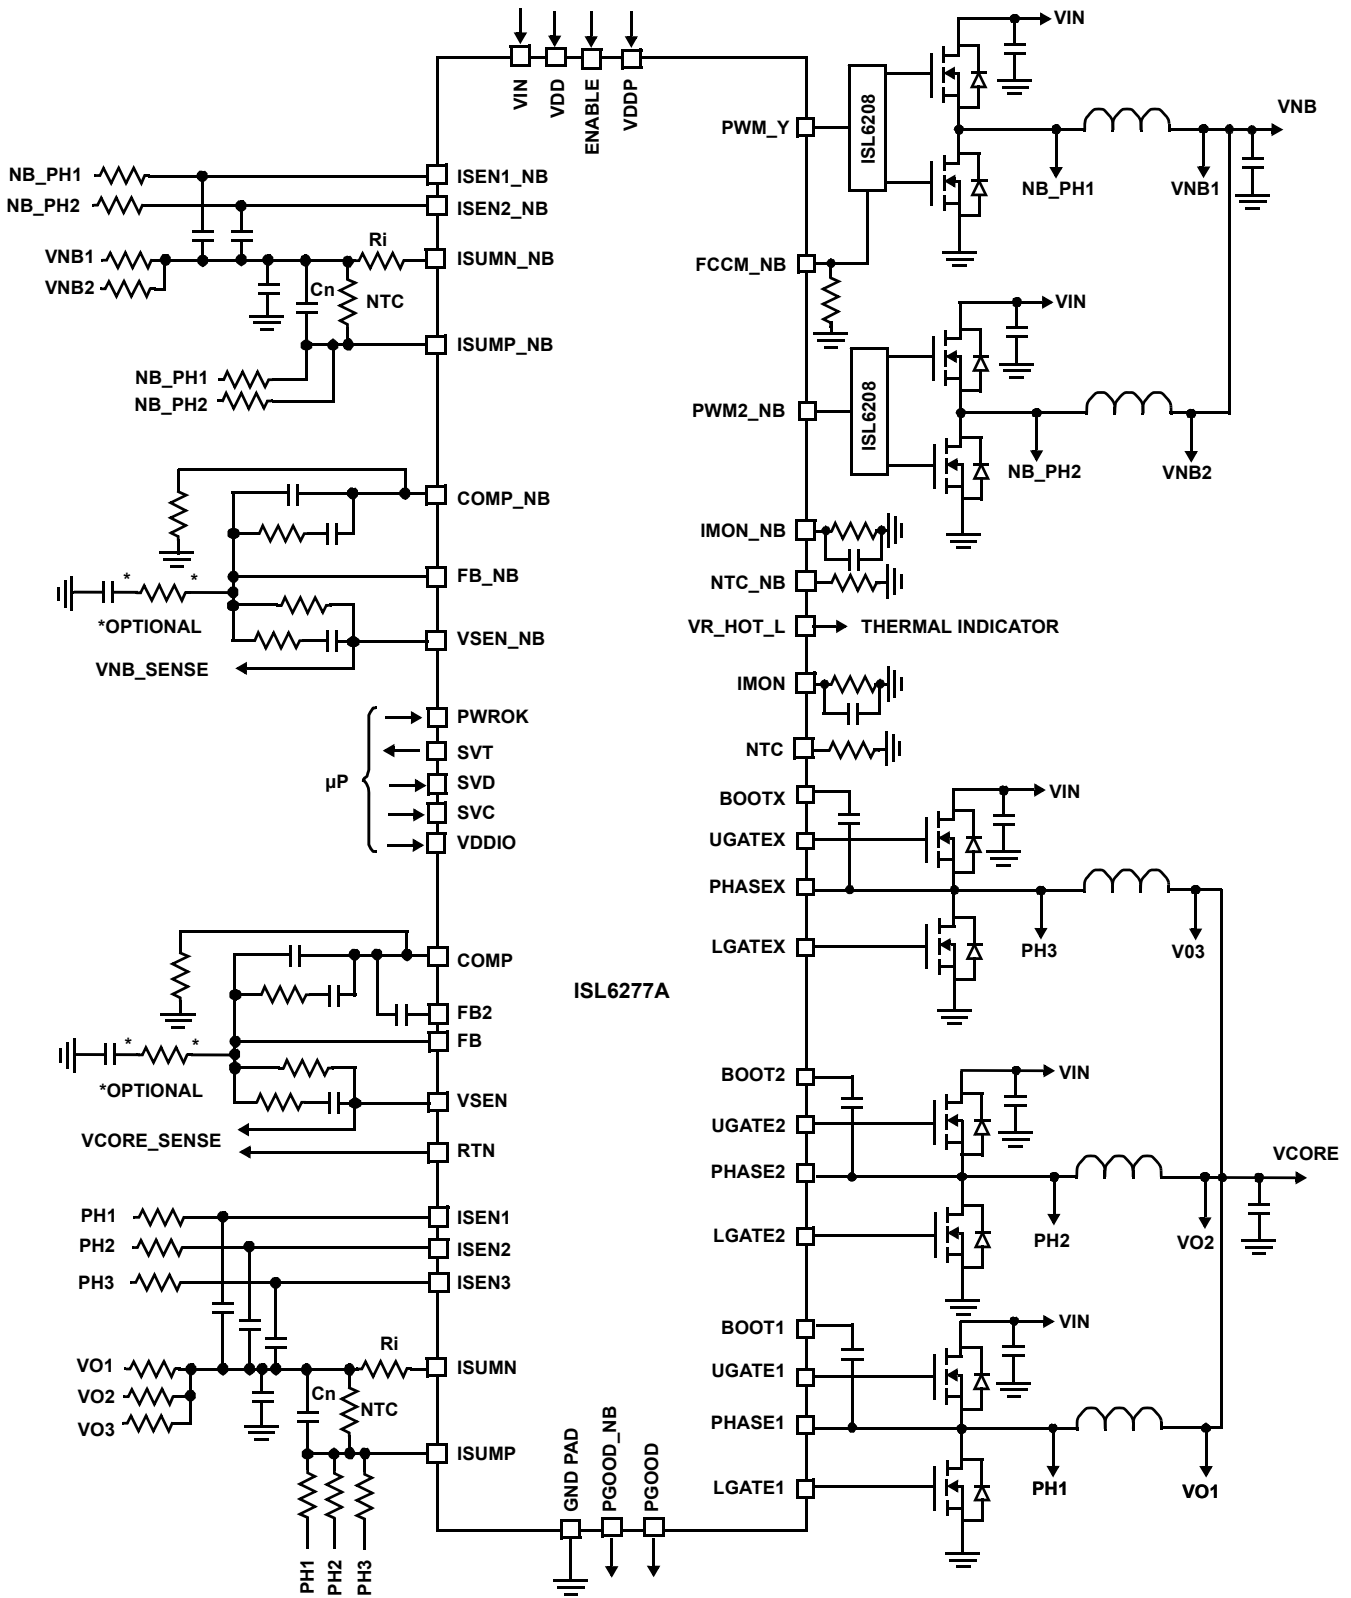 VIN
VDD
ENABLE
VDDP
VIN
PWM_Y
ISL6208
VNB
NB_PH1
VNB1
NB_PH1
ISEN1_NB
NB_PH2
ISEN2_NB
Ri
VNB1
ISUMN_NB
VNB2
Cn
NTC
ISUMP_NB
NB_PH1
NB_PH2
FCCM_NB
VIN
PWM2_NB
ISL6208
NB_PH2
VNB2
COMP_NB
FB_NB
* *
*OPTIONAL
VSEN_NB
VNB_SENSE
IMON_NB
NTC_NB
VR_HOT_L
THERMAL INDICATOR
IMON
NTC
µP
PWROK
SVT
SVD
SVC
VDDIO
BOOTX
VIN
UGATEX
PHASEX
LGATEX
PH3
V03
COMP
FB2
FB
* *
*OPTIONAL
VSEN
VCORE_SENSE
RTN
ISL6277A
BOOT2
VIN
UGATE2
PHASE2
LGATE2
PH2
VO2
VCORE
PH1
ISEN1
PH2
ISEN2
PH3
ISEN3
Ri
VO1
ISUMN
VO2
Cn
NTC
VO3
ISUMP
PH1
PH2
PH3
BOOT1
VIN
UGATE1
PHASE1
LGATE1
PH1
VO1
GND PAD
PGOOD_NB
PGOOD